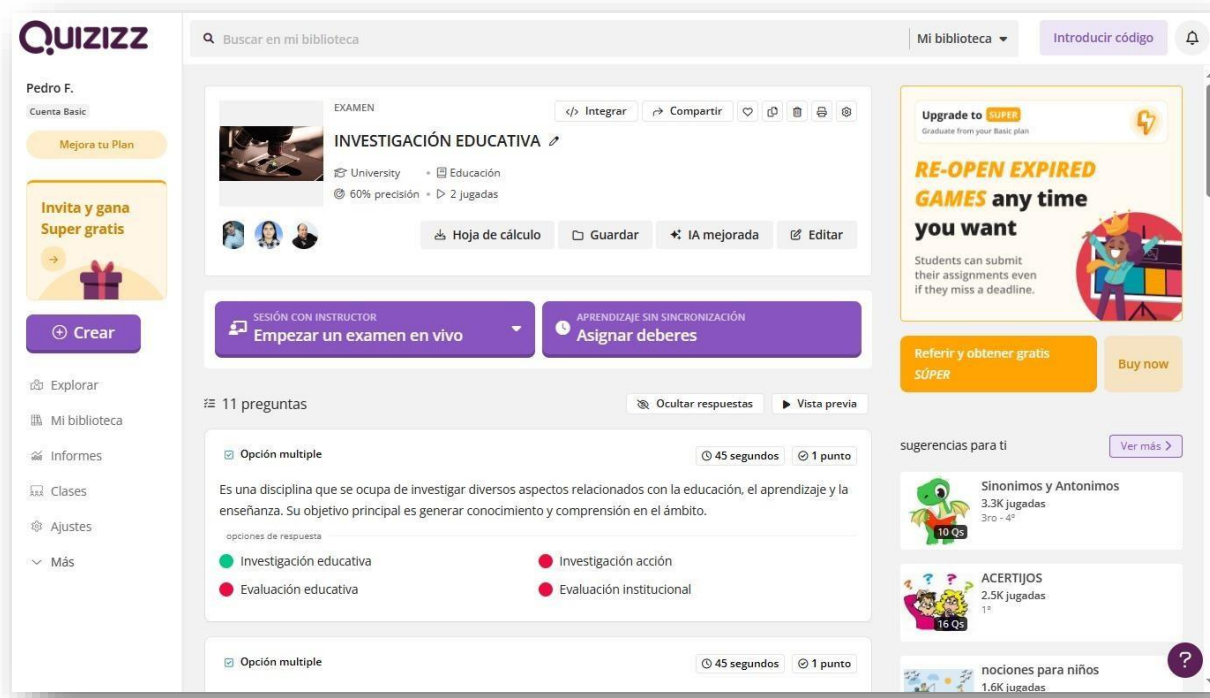 QUIZIZZ
Buscar en mi biblioteca
Mi biblioteca
Introducir código
Pedro F.
Cuenta Basic
Mejora tu Plan
Invita y gana
Super gratis
Crear
Explorar
Mi biblioteca
Informes
Clases
Ajustes
Más
EXAMEN
</> Integrar
Compartir
INVESTIGACIÓN EDUCATIVA
University • Educación
60% precisión • 2 jugadas
Hoja de cálculo
Guardar
IA mejorada
Editar
SESIÓN CON INSTRUCTOR
Empezar un examen en vivo
APRENDIZAJE SIN SINCRONIZACIÓN
Asignar deberes
11 preguntas
Ocultar respuestas
Vista previa
Opción multiple
45 segundos
1 punto
Es una disciplina que se ocupa de investigar diversos aspectos relacionados con la educación, el aprendizaje y la
enseñanza. Su objetivo principal es generar conocimiento y comprensión en el ámbito.
opciones de respuesta
Investigación educativa
Investigación acción
Evaluación educativa
Evaluación institucional
Opción multiple
45 segundos
1 punto
Upgrade to SUPER
Graduate from your Basic plan
RE-OPEN EXPIRED
GAMES any time
you want
Students can submit
their assignments even
if they miss a deadline.
Referir y obtener gratis
SÚPER
Buy now
sugerencias para ti
Ver más
Sinonimos y Antonimos
3.3K jugadas
3ro - 4º
10 Qs
ACERTIJOS
2.5K jugadas
1º
16 Qs
nociones para niños
1.6K jugadas
?